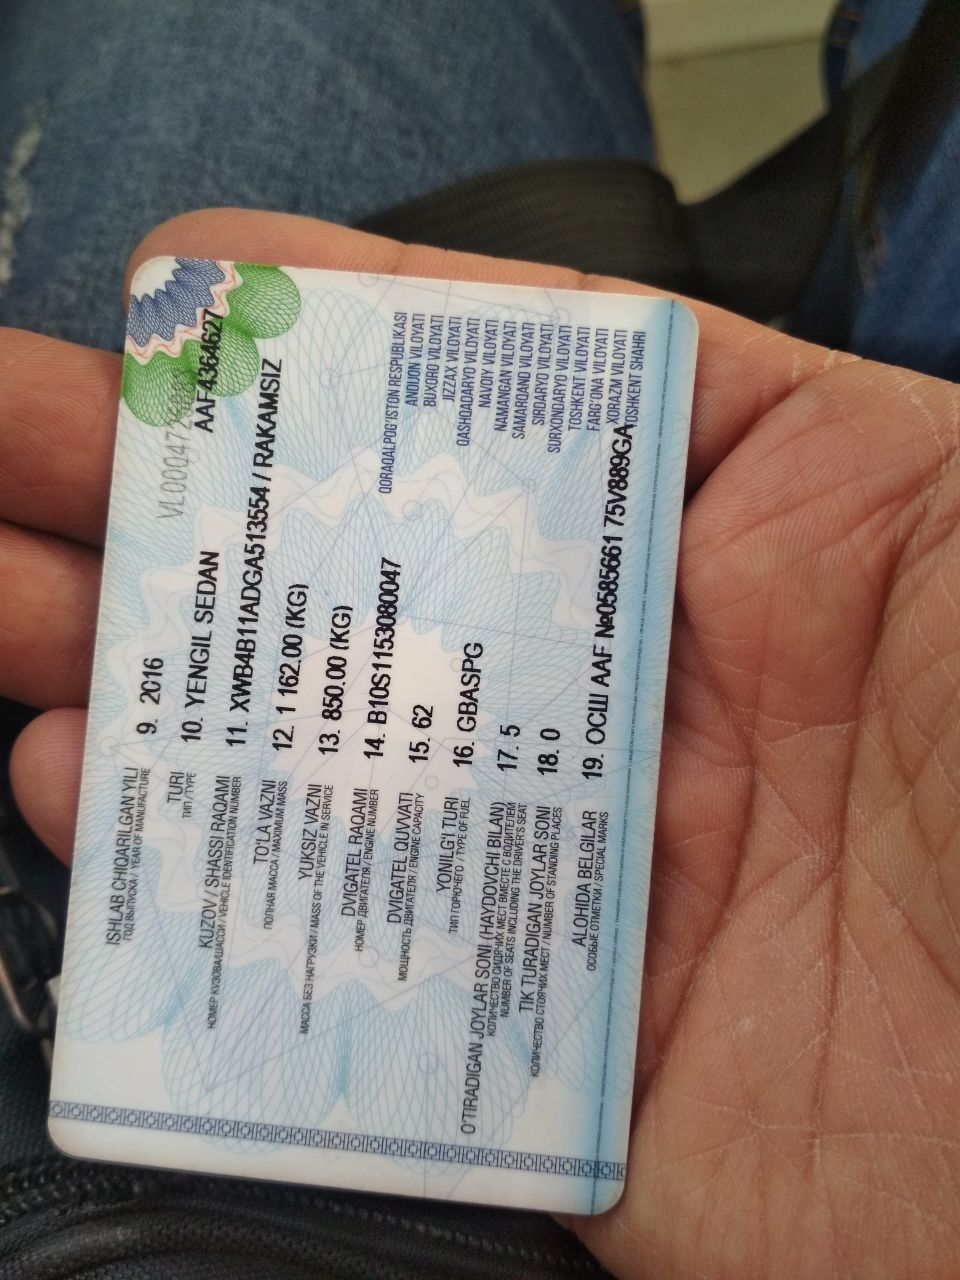 AAF4364627
ISHLAB CHIQARILGAN YILI 9. 2016
ГОД ВЫПУСКА / YEAR OF MANUFACTURE
TURI 10. YENGIL SEDAN
ТИП / TYPE
KUZOV / SHASSI RAQAMI 11. XWB4B11ADGA513554 / RAKAMSIZ
НОМЕР КУЗОВА/ШАССИ / VEHICLE IDENTIFICATION NUMBER
TO'LA VAZNI 12. 1 162.00 (KG)
ПОЛНАЯ МАССА / MAXIMUM MASS
YUKSIZ VAZNI 13. 850.00 (KG)
МАССА БЕЗ НАГРУЗКИ / MASS OF THE VEHICLE IN SERVICE
DVIGATEL RAQAMI 14. B10S1153080047
НОМЕР ДВИГАТЕЛЯ / ENGINE NUMBER
DVIGATEL QUVVATI 15. 62
МОЩНОСТЬ ДВИГАТЕЛЯ / ENGINE CAPACITY
YONILG'I TURI 16. GBASPG
ТИП ГОРЮЧЕГО / TYPE OF FUEL
O'TIRADIGAN JOYLAR SONI (HAYDOVCHI BILAN) 17. 5
КОЛИЧЕСТВО СИДЯЧИХ МЕСТ ВМЕСТЕ С ВОДИТЕЛЕМ
NUMBER OF SEATS INCLUDING THE DRIVER'S SEAT
TIK TURADIGAN JOYLAR SONI 18. 0
КОЛИЧЕСТВО СТОЯЧИХ МЕСТ / NUMBER OF STANDING PLACES
ALOHIDA BELGILAR 19. ОСШ AAF №0585661 75V889GA
ОСОБЫЕ ОТМЕТКИ / SPECIAL MARKS
QORAQALPOG'ISTON RESPUBLIKASI
ANDIJON VILOYATI
BUXORO VILOYATI
JIZZAX VILOYATI
QASHQADARYO VILOYATI
NAVOIY VILOYATI
NAMANGAN VILOYATI
SAMARQAND VILOYATI
SIRDARYO VILOYATI
SURXONDARYO VILOYATI
TOSHKENT VILOYATI
FARG'ONA VILOYATI
XORAZM VILOYATI
TOSHKENT SHAHRI